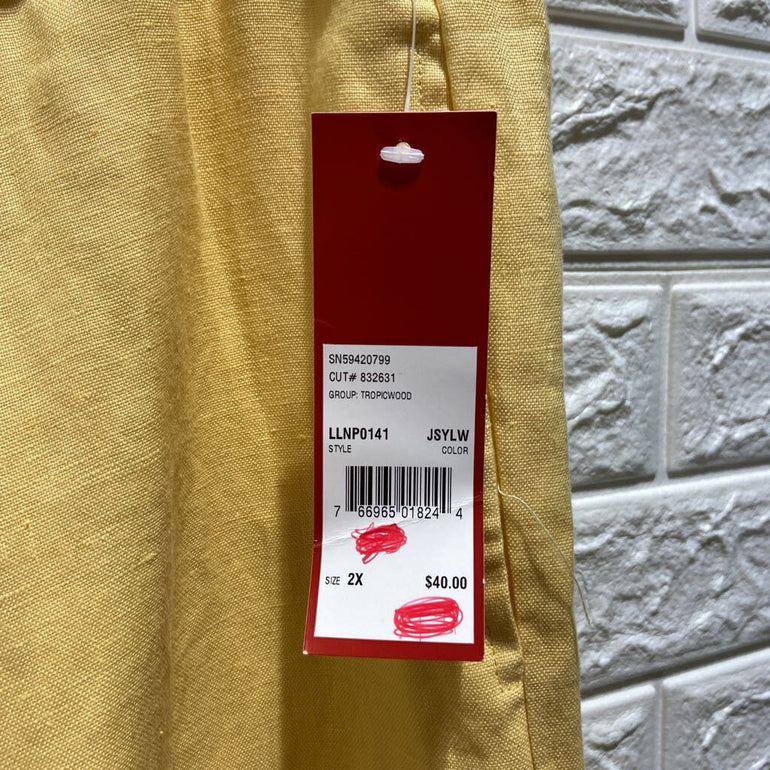 SN59420799
CUT# 832631
GROUP: TROPICWOOD
LLNP0141 JSYLW
STYLE COLOR
7 66965 01824 4
SIZE 2X $40.00